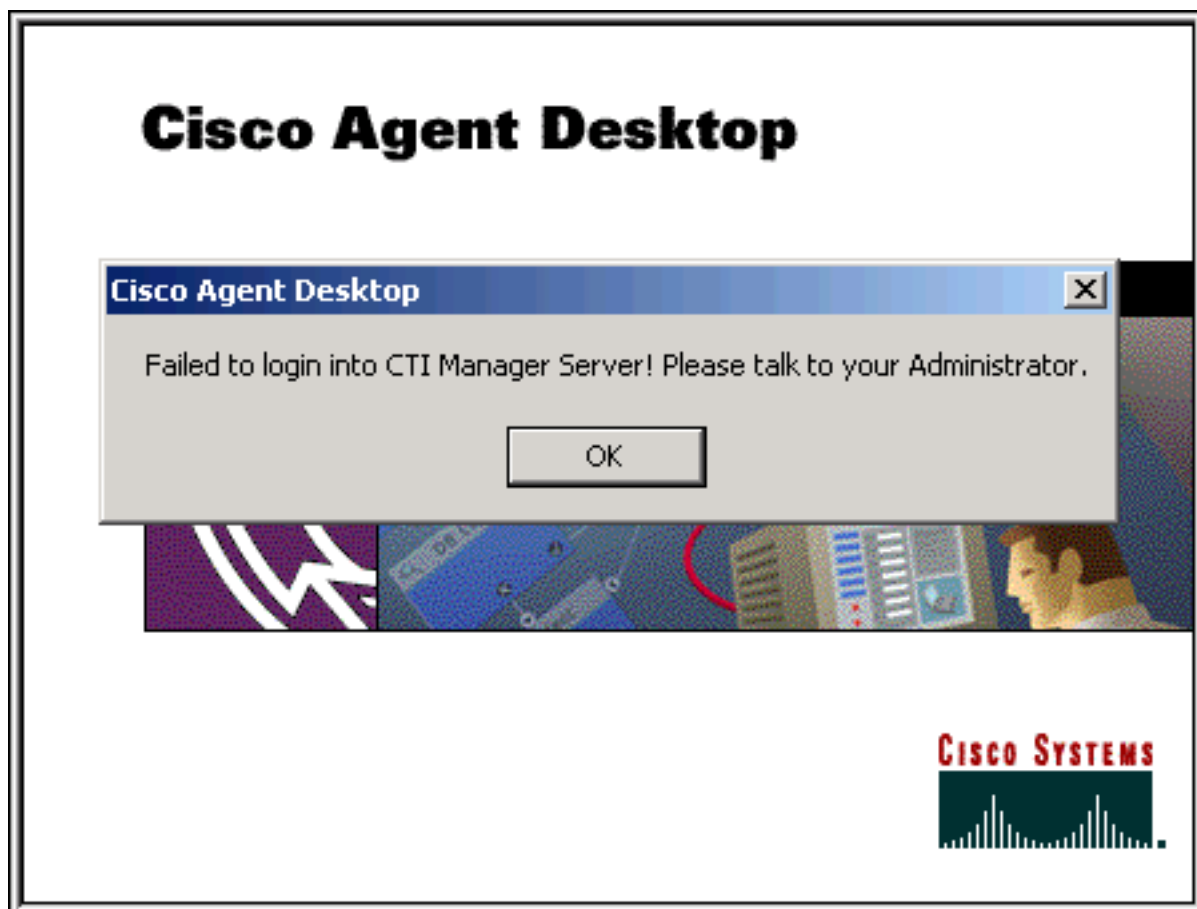 Cisco Agent Desktop
Cisco Agent Desktop
Failed to login into CTI Manager Server! Please talk to your Administrator.
OK
CISCO SYSTEMS